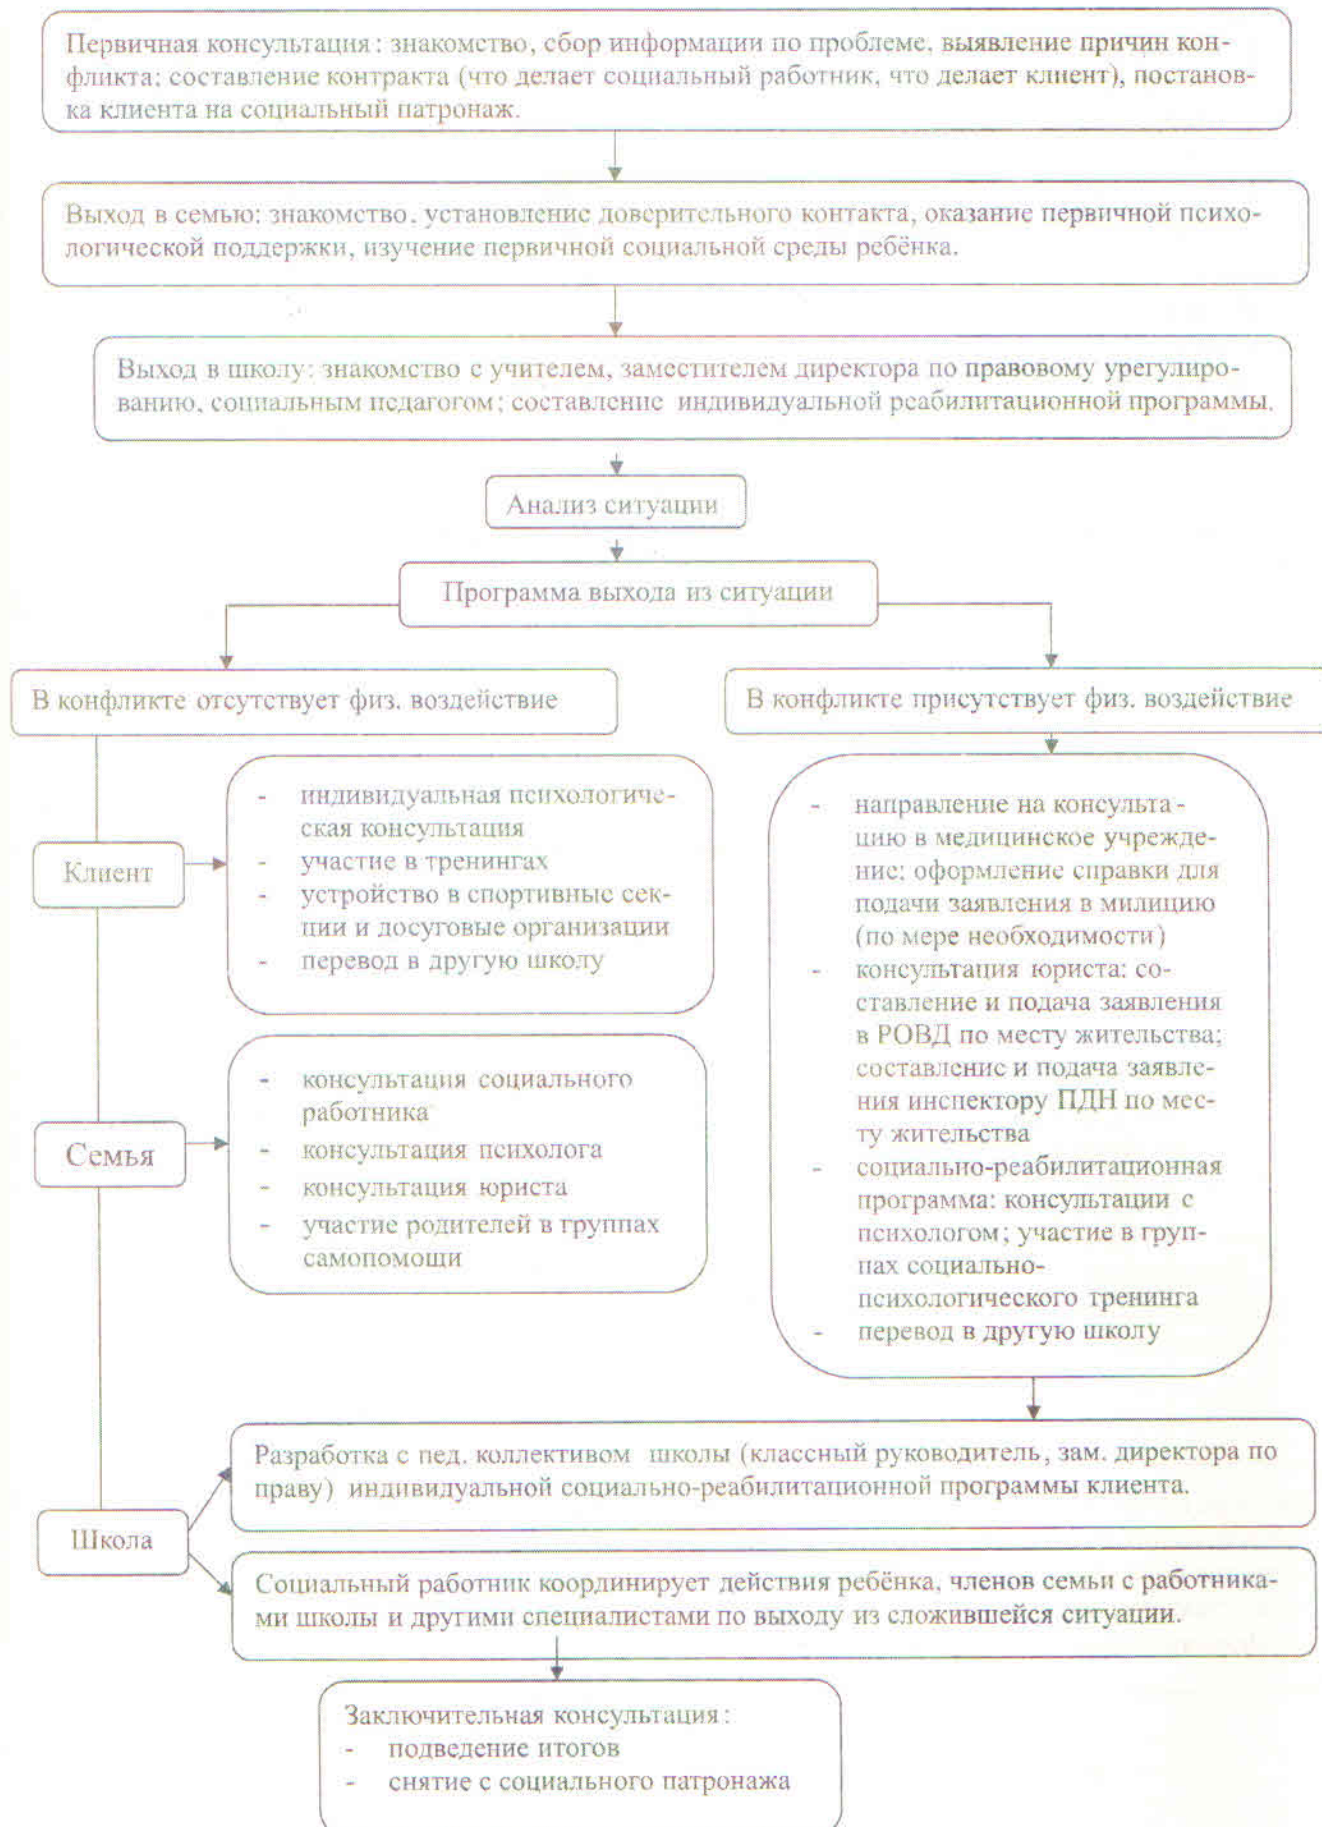 Первичная консультация: знакомство, сбор информации по проблеме, выявление причин кон-
фликта; составление контракта (что делает социальный работник, что делает клиент), постанов-
ка клиента на социальный патронаж.
Выход в семью: знакомство, установление доверительного контакта, оказание первичной психо-
логической поддержки, изучение первичной социальной среды ребёнка.
Выход в школу: знакомство с учителем, заместителем директора по правовому урегулиро-
ванию, социальным педагогом; составление индивидуальной реабилитационной программы.
Анализ ситуации
Программа выхода из ситуации
В конфликте отсутствует физ. воздействие
В конфликте присутствует физ. воздействие
Клиент
- индивидуальная психологиче-
ская консультация
- участие в тренингах
- устройство в спортивные сек-
ции и досуговые организации
- перевод в другую школу
Семья
- консультация социального
работника
- консультация психолога
- консультация юриста
- участие родителей в группах
самопомощи
- направление на консульта-
цию в медицинское учрежде-
ние; оформление справки для
подачи заявления в милицию
(по мере необходимости)
- консультация юриста: со-
ставление и подача заявления
в РОВД по месту жительства;
составление и подача заявле-
ния инспектору ПДН по мес-
ту жительства
- социально-реабилитационная
программа: консультации с
психологом; участие в груп-
пах социально-
психологического тренинга
- перевод в другую школу
Школа
Разработка с пед. коллективом школы (классный руководитель, зам. директора по
праву) индивидуальной социально-реабилитационной программы клиента.
Социальный работник координирует действия ребёнка, членов семьи с работника-
ми школы и другими специалистами по выходу из сложившейся ситуации.
Заключительная консультация:
- подведение итогов
- снятие с социального патронажа